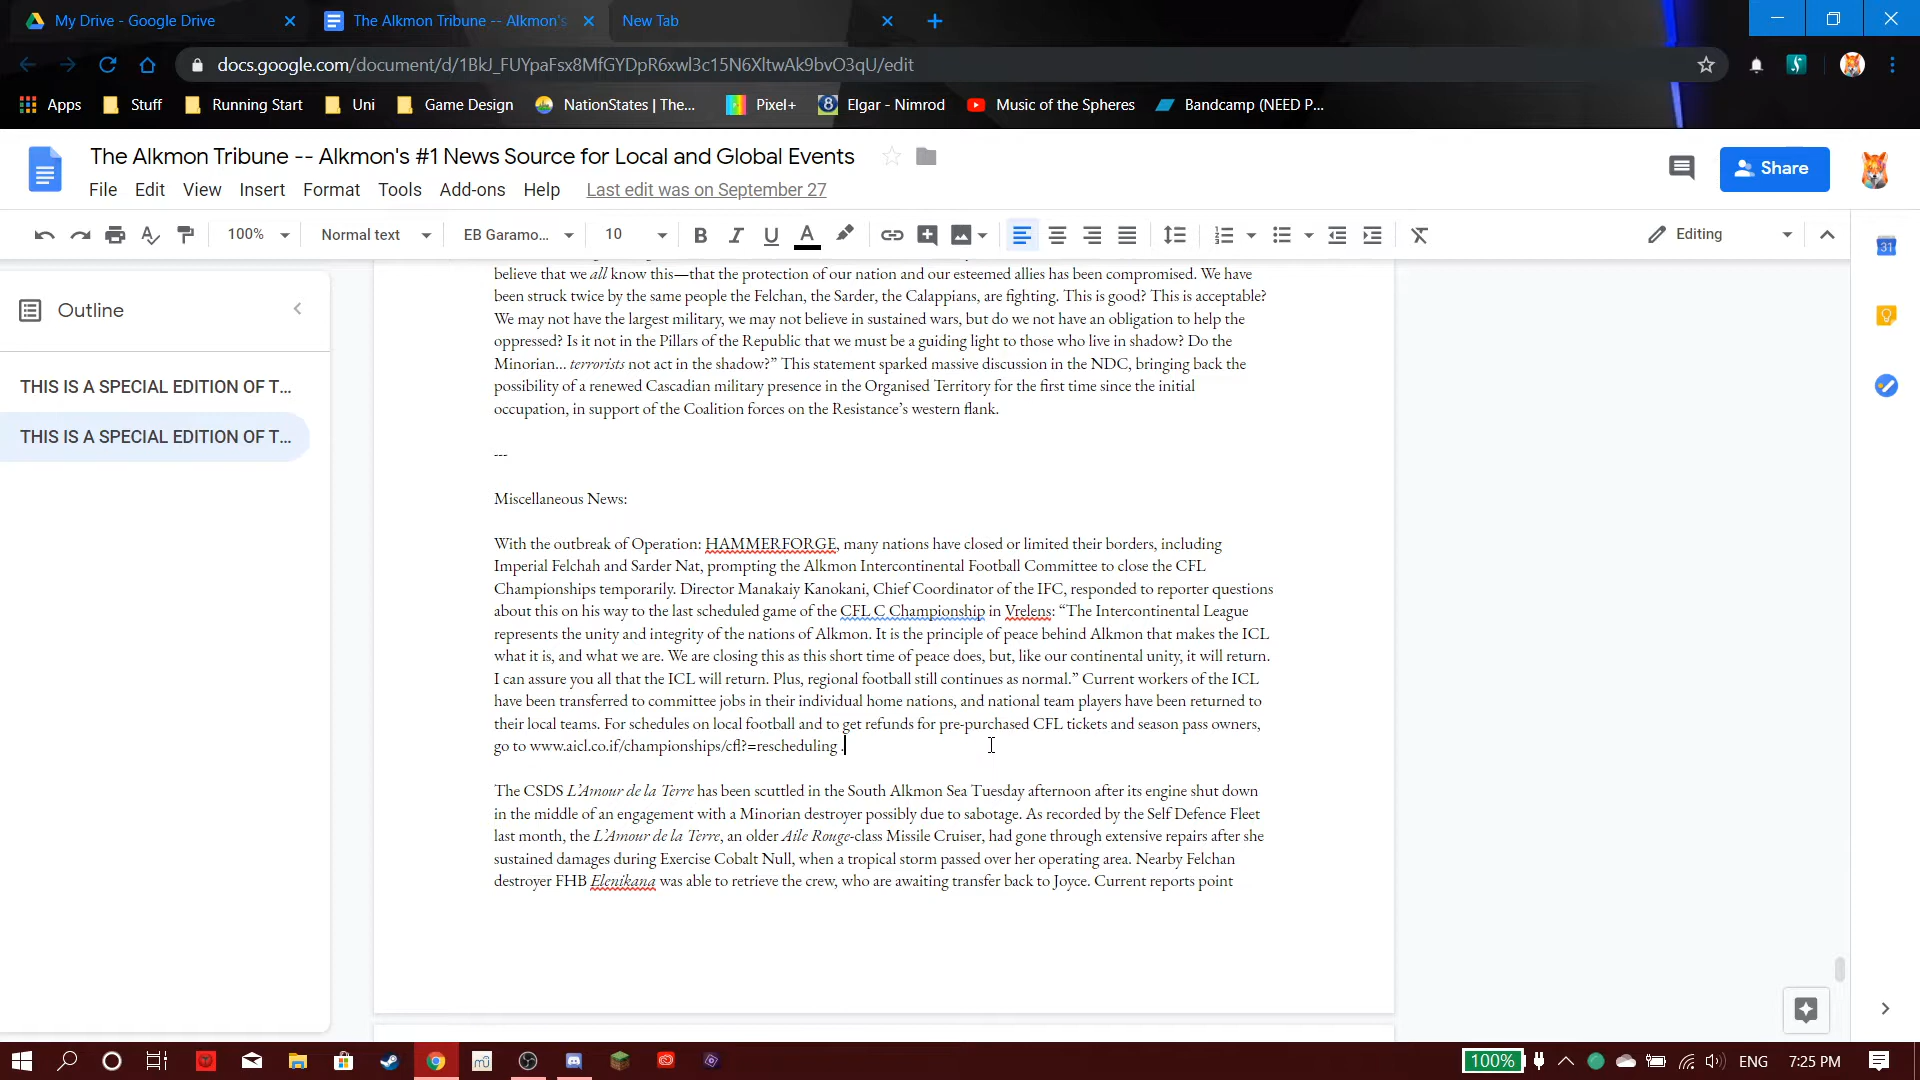 My Drive - Google Drive
The Alkmon Tribune -- Alkmon's
New Tab
docs.google.com/document/d/1BkJ_FUYpaFsx8MfGYDpR6xwl3c15N6XltwAk9bvO3qU/edit
Apps
Stuff
Running Start
Uni
Game Design
NationStates | The...
Pixel+
Elgar - Nimrod
Music of the Spheres
Bandcamp (NEED P...
The Alkmon Tribune -- Alkmon's #1 News Source for Local and Global Events
File Edit View Insert Format Tools Add-ons Help Last edit was on September 27
Share
100% Normal text EB Garamo... 10
Editing
31
Outline
THIS IS A SPECIAL EDITION OF T...
THIS IS A SPECIAL EDITION OF T...
believe that we all know this—that the protection of our nation and our esteemed allies has been compromised. We have
been struck twice by the same people the Felchan, the Sarder, the Calappians, are fighting. This is good? This is acceptable?
We may not have the largest military, we may not believe in sustained wars, but do we not have an obligation to help the
oppressed? Is it not in the Pillars of the Republic that we must be a guiding light to those who live in shadow? Do the
Minorian... terrorists not act in the shadow?” This statement sparked massive discussion in the NDC, bringing back the
possibility of a renewed Cascadian military presence in the Organised Territory for the first time since the initial
occupation, in support of the Coalition forces on the Resistance’s western flank.
---
Miscellaneous News:
With the outbreak of Operation: HAMMERFORGE, many nations have closed or limited their borders, including
Imperial Felchah and Sarder Nat, prompting the Alkmon Intercontinental Football Committee to close the CFL
Championships temporarily. Director Manakaiy Kanokani, Chief Coordinator of the IFC, responded to reporter questions
about this on his way to the last scheduled game of the CFL C Championship in Vrelens: “The Intercontinental League
represents the unity and integrity of the nations of Alkmon. It is the principle of peace behind Alkmon that makes the ICL
what it is, and what we are. We are closing this as this short time of peace does, but, like our continental unity, it will return.
I can assure you all that the ICL will return. Plus, regional football still continues as normal.” Current workers of the ICL
have been transferred to committee jobs in their individual home nations, and national team players have been returned to
their local teams. For schedules on local football and to get refunds for pre-purchased CFL tickets and season pass owners,
go to www.aicl.co.if/championships/cfl?=rescheduling .
The CSDS L’Amour de la Terre has been scuttled in the South Alkmon Sea Tuesday afternoon after its engine shut down
in the middle of an engagement with a Minorian destroyer possibly due to sabotage. As recorded by the Self Defence Fleet
last month, the L’Amour de la Terre, an older Aile Rouge-class Missile Cruiser, had gone through extensive repairs after she
sustained damages during Exercise Cobalt Null, when a tropical storm passed over her operating area. Nearby Felchan
destroyer FHB Elenikana was able to retrieve the crew, who are awaiting transfer back to Joyce. Current reports point
100%
ENG
7:25 PM